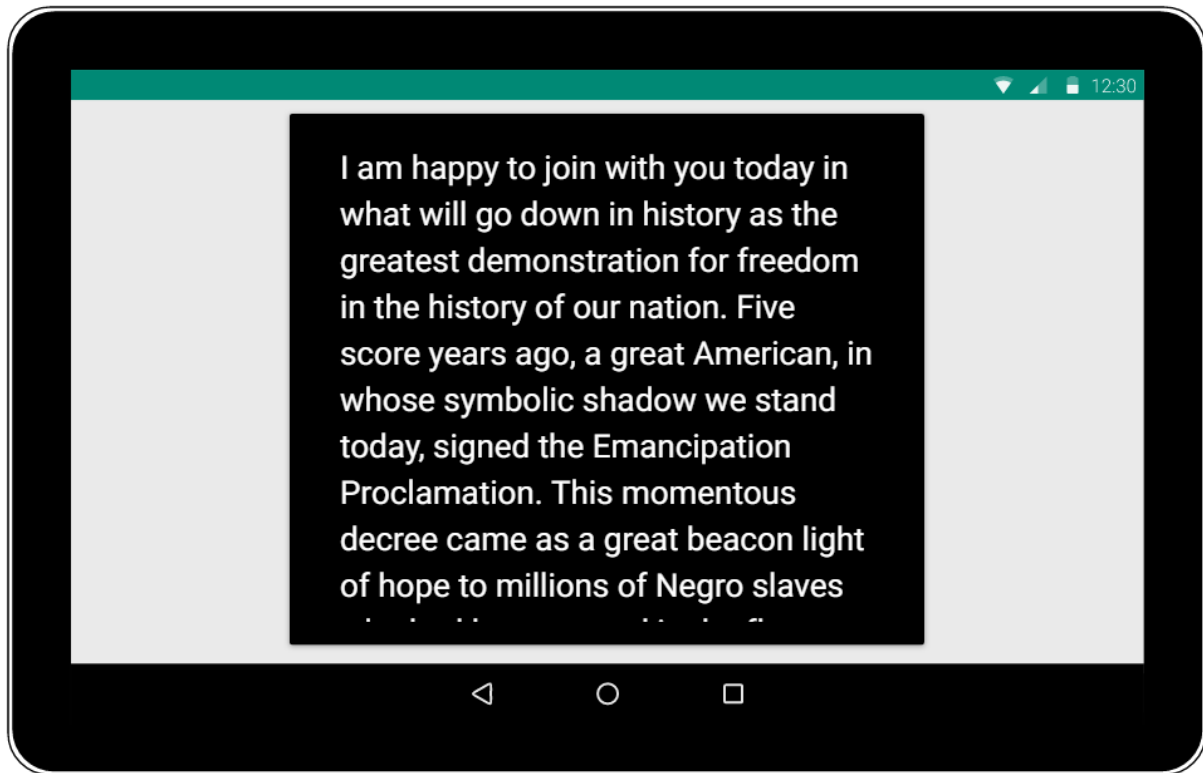 12:30
I am happy to join with you today in
what will go down in history as the
greatest demonstration for freedom
in the history of our nation. Five
score years ago, a great American, in
whose symbolic shadow we stand
today, signed the Emancipation
Proclamation. This momentous
decree came as a great beacon light
of hope to millions of Negro slaves